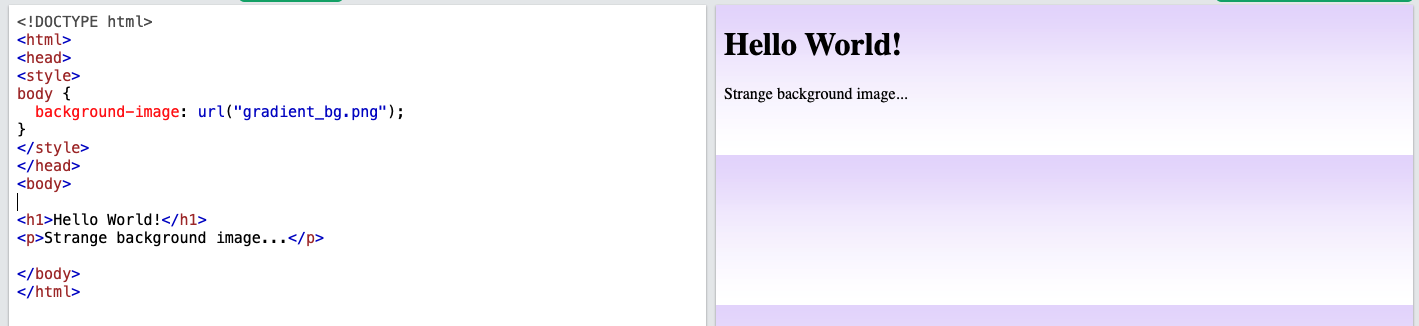 <!DOCTYPE html>
<html>
<head>
<style>
body {
  background-image: url("gradient_bg.png");
}
</style>
</head>
<body>

<h1>Hello World!</h1>
<p>Strange background image...</p>

</body>
</html>
Hello World!
Strange background image...